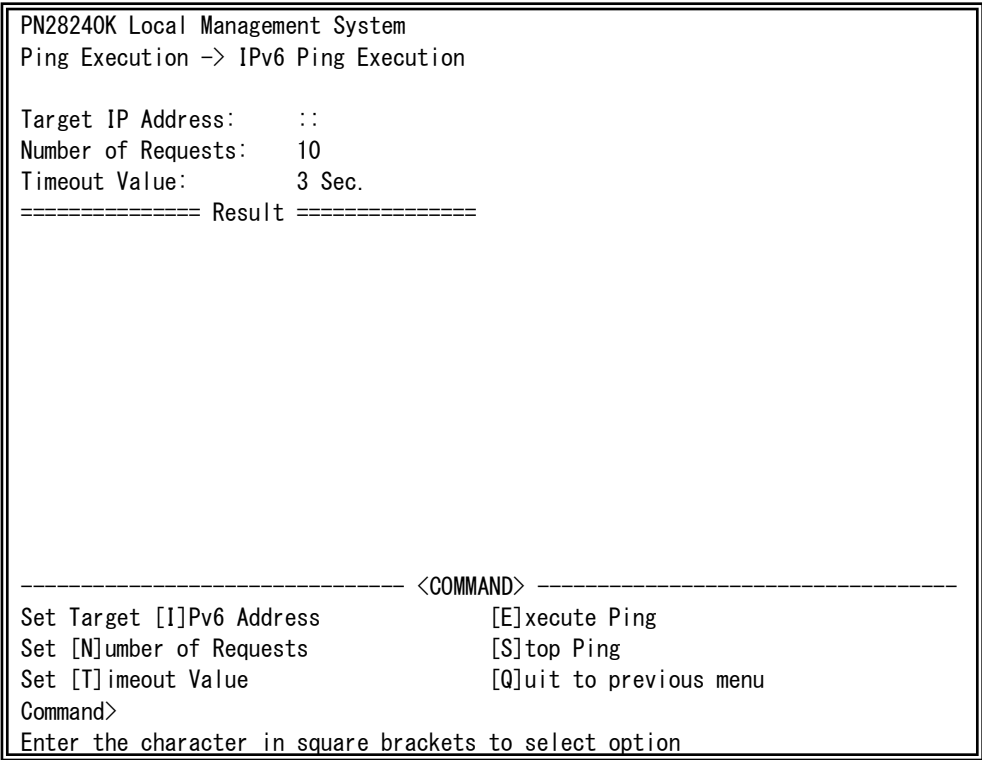 PN28240K Local Management System
Ping Execution -> IPv6 Ping Execution
Target IP Address:     ::
Number of Requests:    10
Timeout Value:         3 Sec.
=============== Result ===============
-------------------------------- <COMMAND> -----------------------------------
Set Target [I]Pv6 Address              [E]xecute Ping
Set [N]umber of Requests               [S]top Ping
Set [T]imeout Value                    [Q]uit to previous menu
Command>
Enter the character in square brackets to select option